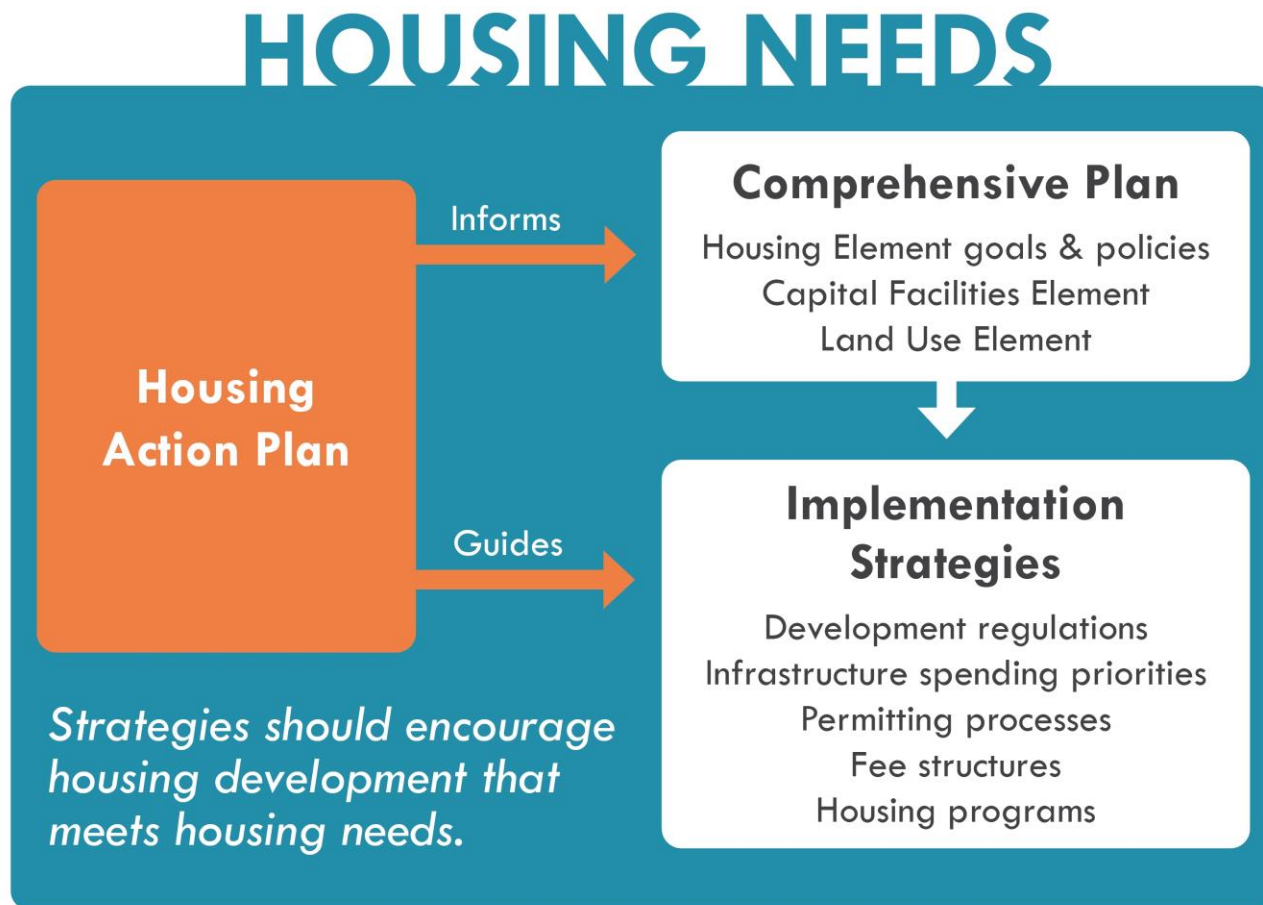 HOUSING NEEDS
Housing
Action Plan
Informs
Comprehensive Plan
Housing Element goals & policies
Capital Facilities Element
Land Use Element
Guides
Implementation
Strategies
Development regulations
Infrastructure spending priorities
Permitting processes
Fee structures
Housing programs
Strategies should encourage
housing development that
meets housing needs.